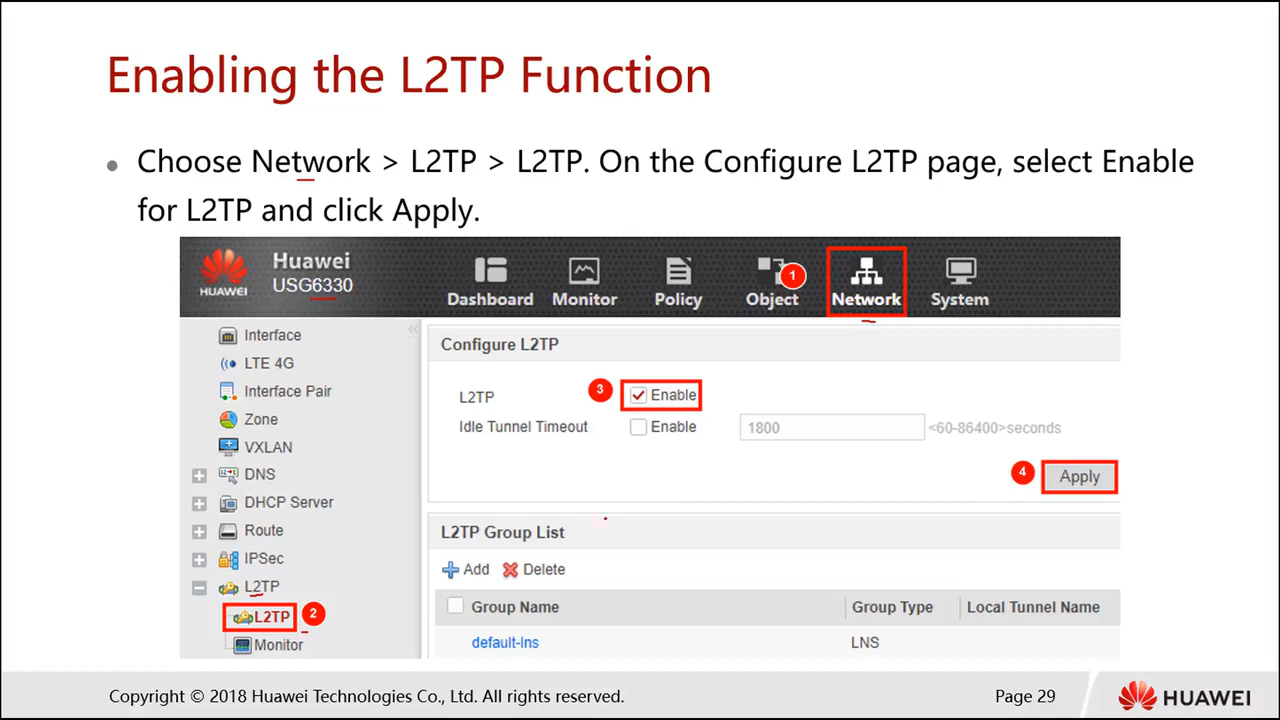 Enabling the L2TP Function
Choose Network > L2TP > L2TP. On the Configure L2TP page, select Enable
for L2TP and click Apply.
HUAWEI
Huawei
USG6330
Dashboard
Monitor
Policy
Object
1
Network
System
Interface
LTE 4G
Interface Pair
Zone
VXLAN
DNS
DHCP Server
Route
IPSec
L2TP
L2TP
2
Monitor
Configure L2TP
L2TP
3
Enable
Idle Tunnel Timeout
Enable
1800
<60-86400>seconds
4
Apply
L2TP Group List
Add
Delete
Group Name
Group Type
Local Tunnel Name
default-lns
LNS
Copyright © 2018 Huawei Technologies Co., Ltd. All rights reserved.
Page 29
HUAWEI